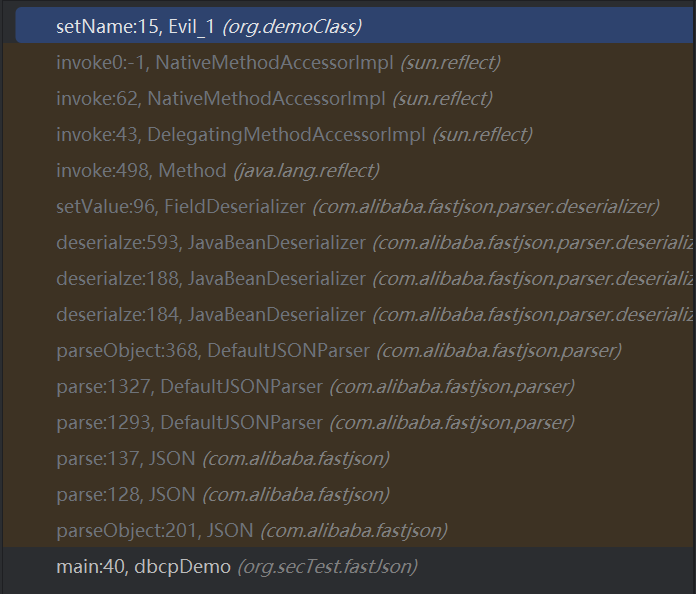 setName:15, Evil_1 (org.demoClass)
invoke0:-1, NativeMethodAccessorImpl (sun.reflect)
invoke:62, NativeMethodAccessorImpl (sun.reflect)
invoke:43, DelegatingMethodAccessorImpl (sun.reflect)
invoke:498, Method (java.lang.reflect)
setValue:96, FieldDeserializer (com.alibaba.fastjson.parser.deserializer)
deserialze:593, JavaBeanDeserializer (com.alibaba.fastjson.parser.deserializ
deserialze:188, JavaBeanDeserializer (com.alibaba.fastjson.parser.deserializ
deserialze:184, JavaBeanDeserializer (com.alibaba.fastjson.parser.deserializ
parseObject:368, DefaultJSONParser (com.alibaba.fastjson.parser)
parse:1327, DefaultJSONParser (com.alibaba.fastjson.parser)
parse:1293, DefaultJSONParser (com.alibaba.fastjson.parser)
parse:137, JSON (com.alibaba.fastjson)
parse:128, JSON (com.alibaba.fastjson)
parseObject:201, JSON (com.alibaba.fastjson)
main:40, dbcpDemo (org.secTest.fastJson)